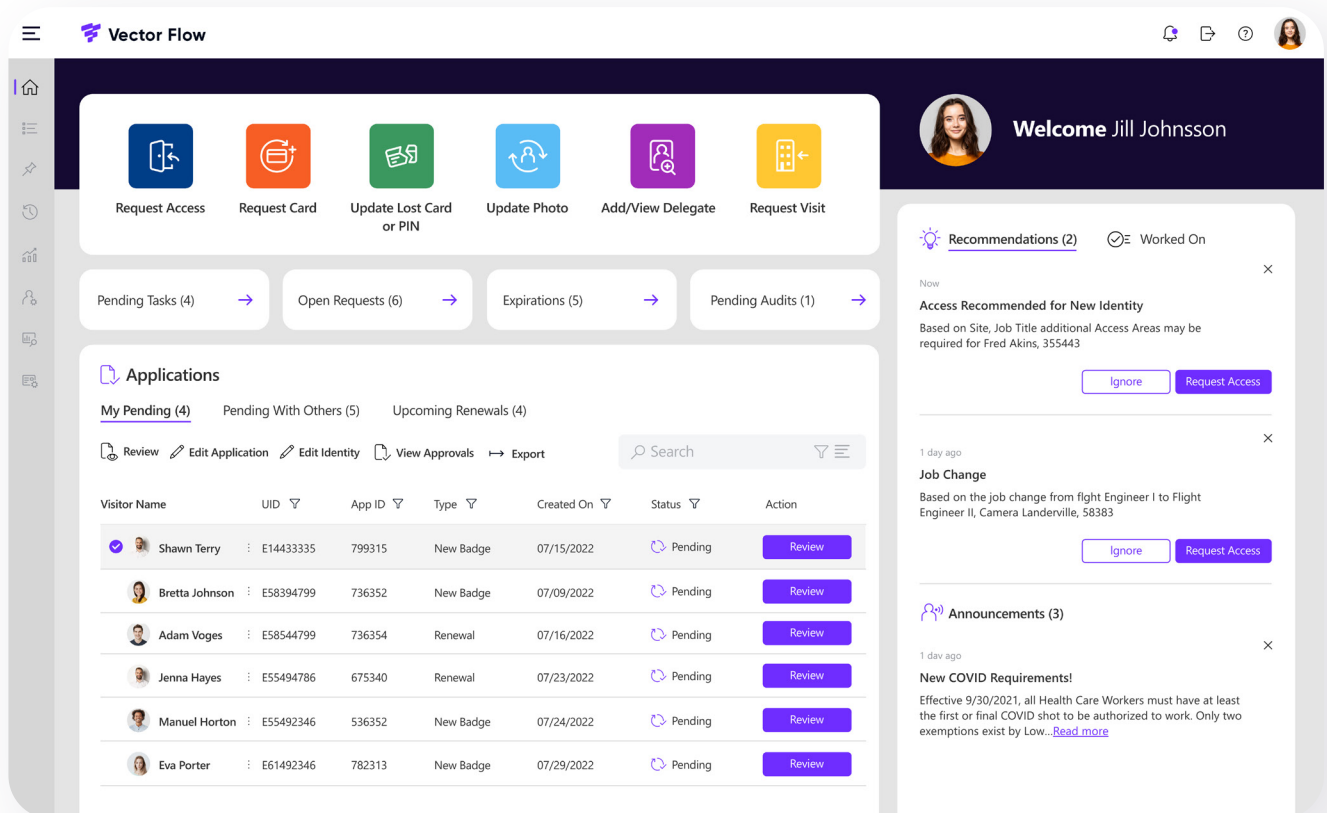 Vector Flow
Welcome Jill Johnsson
Request Access
Request Card
Update Lost Card
or PIN
Update Photo
Add/View Delegate
Request Visit
Pending Tasks (4)
Open Requests (6)
Expirations (5)
Pending Audits (1)
Applications
My Pending (4) Pending With Others (5) Upcoming Renewals (4)
Review Edit Application Edit Identity View Approvals Export Search
Visitor Name UID App ID Type Created On Status Action
Shawn Terry E14433335 799315 New Badge 07/15/2022 Pending Review
Bretta Johnson E58394799 736352 New Badge 07/09/2022 Pending Review
Adam Voges E58544799 736354 Renewal 07/16/2022 Pending Review
Jenna Hayes E55494786 675340 Renewal 07/23/2022 Pending Review
Manuel Horton E55492346 536352 New Badge 07/24/2022 Pending Review
Eva Porter E61492346 782313 New Badge 07/29/2022 Pending Review
Recommendations (2) Worked On
Now
Access Recommended for New Identity
Based on Site, Job Title additional Access Areas may be
required for Fred Akins, 355443
Ignore Request Access
1 day ago
Job Change
Based on the job change from flght Engineer I to Flight
Engineer II, Camera Landerville, 58383
Ignore Request Access
Announcements (3)
1 day ago
New COVID Requirements!
Effective 9/30/2021, all Health Care Workers must have at least
the first or final COVID shot to be authorized to work. Only two
exemptions exist by Low...Read more